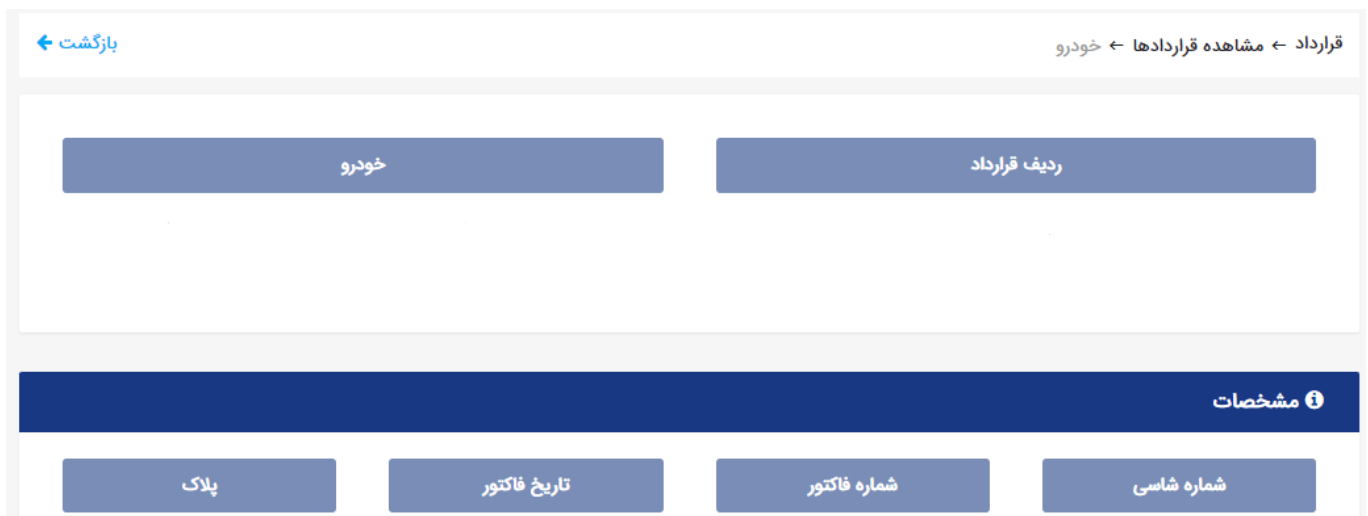 قرارداد ← مشاهده قراردادها ← خودرو
بازگشت
ردیف قرارداد
خودرو
مشخصات
شماره شاسی
شماره فاکتور
تاریخ فاکتور
پلاک